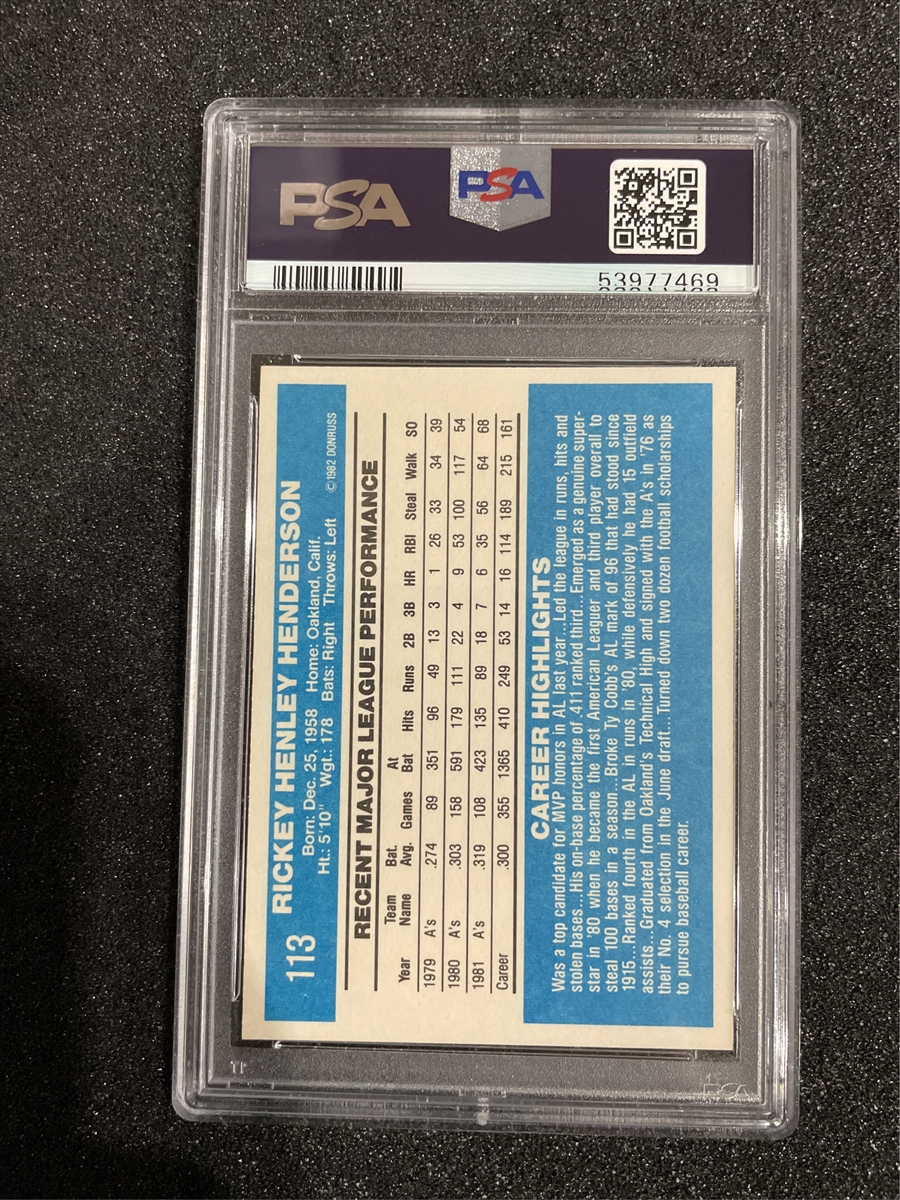 PSA
PSA
53977469
113 RICKEY HENLEY HENDERSON
Born: Dec. 25, 1958 Home: Oakland, Calif.
Ht.: 5'10" Wgt.: 178 Bats: Right Throws: Left ©1982 DONRUSS
RECENT MAJOR LEAGUE PERFORMANCE
Team Bat. At
Year Name Avg. Games Bat Hits Runs 2B 3B HR RBI Steal Walk SO
1979 A's .274 89 351 96 49 13 3 1 26 33 34 39
1980 A's .303 158 591 179 111 22 4 9 53 100 117 54
1981 A's .319 108 423 135 89 18 7 6 35 56 64 68
Career .300 355 1365 410 249 53 14 16 114 189 215 161
CAREER HIGHLIGHTS
Was a top candidate for MVP honors in AL last year...Led the league in runs, hits and
stolen bases...His on-base percentage of .411 ranked third...Emerged as a genuine super-
star in '80 when he became the first American Leaguer and third player overall to
steal 100 bases in a season...Broke Ty Cobb's AL mark of 96 that had stood since
1915...Ranked fourth in the AL in runs in '80, while defensively he had 15 outfield
assists...Graduated from Oakland's Technical High and signed with the A's in '76 as
their No. 4 selection in the June draft...Turned down two dozen football scholarships
to pursue baseball career.